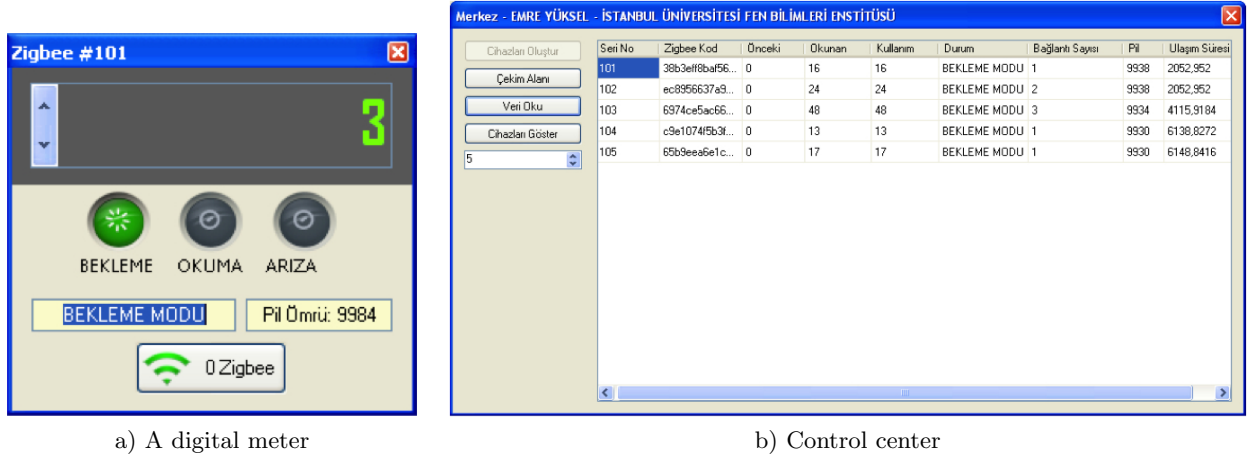 Zigbee #101
3
BEKLEME OKUMA ARIZA
BEKLEME MODU Pil Ömrü: 9984
0 Zigbee
a) A digital meter
Merkez - EMRE YÜKSEL - İSTANBUL ÜNİVERSİTESİ FEN BİLİMLERİ ENSTİTÜSÜ
Cihazları Oluştur
Çekim Alanı
Veri Oku
Cihazları Göster
5
Seri No Zigbee Kod Önceki Okunan Kullanım Durum Bağlantı Sayısı Pil Ulaşım Süresi
101 38b3eff8baf56... 0 16 16 BEKLEME MODU 1 9938 2052,952
102 ec8956637a9... 0 24 24 BEKLEME MODU 2 9938 2052,952
103 6974ce5ac66... 0 48 48 BEKLEME MODU 3 9934 4115,9184
104 c9e1074f5b3f... 0 13 13 BEKLEME MODU 1 9930 6138,8272
105 65b9eea6e1c... 0 17 17 BEKLEME MODU 1 9930 6148,8416
b) Control center